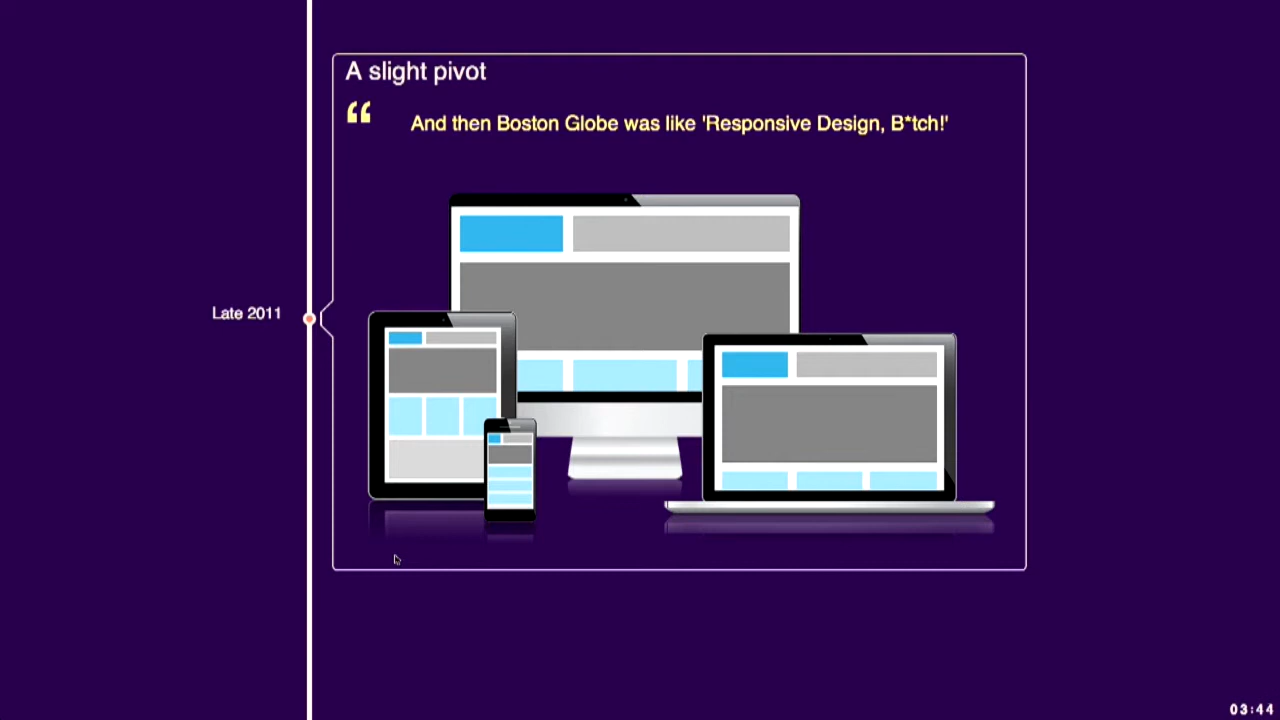 A slight pivot
“ And then Boston Globe was like 'Responsive Design, B*tch!'
Late 2011
03:44